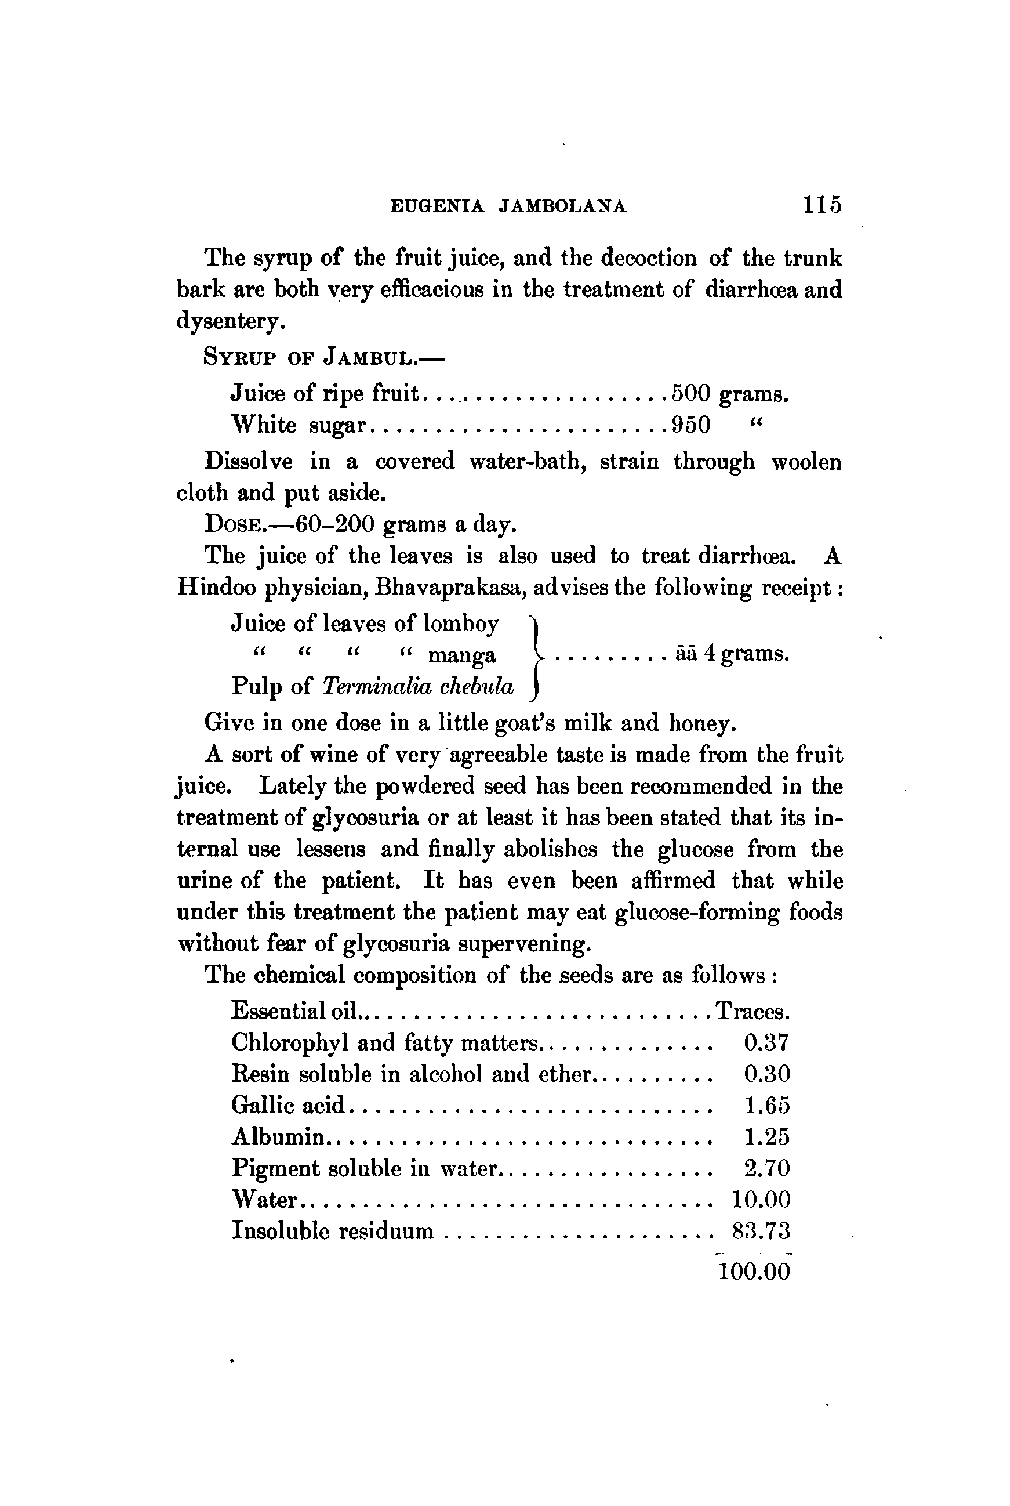 EUGENIA JAMBOLANA 115
The syrup of the fruit juice, and the decoction of the trunk
bark are both very efficacious in the treatment of diarrhœa and
dysentery.
SYRUP OF JAMBUL.—
Juice of ripe fruit...................500 grams.
White sugar.......................950 “
Dissolve in a covered water-bath, strain through woolen
cloth and put aside.
DOSE.—60–200 grams a day.
The juice of the leaves is also used to treat diarrhœa. A
Hindoo physician, Bhavaprakasa, advises the following receipt:
Juice of leaves of lomboy
“ “ “ “ manga } ......... āā 4 grams.
Pulp of Terminalia chebula
Give in one dose in a little goat's milk and honey.
A sort of wine of very agreeable taste is made from the fruit
juice. Lately the powdered seed has been recommended in the
treatment of glycosuria or at least it has been stated that its in-
ternal use lessens and finally abolishes the glucose from the
urine of the patient. It has even been affirmed that while
under this treatment the patient may eat glucose-forming foods
without fear of glycosuria supervening.
The chemical composition of the seeds are as follows:
Essential oil............................Traces.
Chlorophyl and fatty matters.............. 0.37
Resin soluble in alcohol and ether.......... 0.30
Gallic acid............................ 1.65
Albumin.............................. 1.25
Pigment soluble in water................. 2.70
Water................................ 10.00
Insoluble residuum ..................... 83.73
100.00